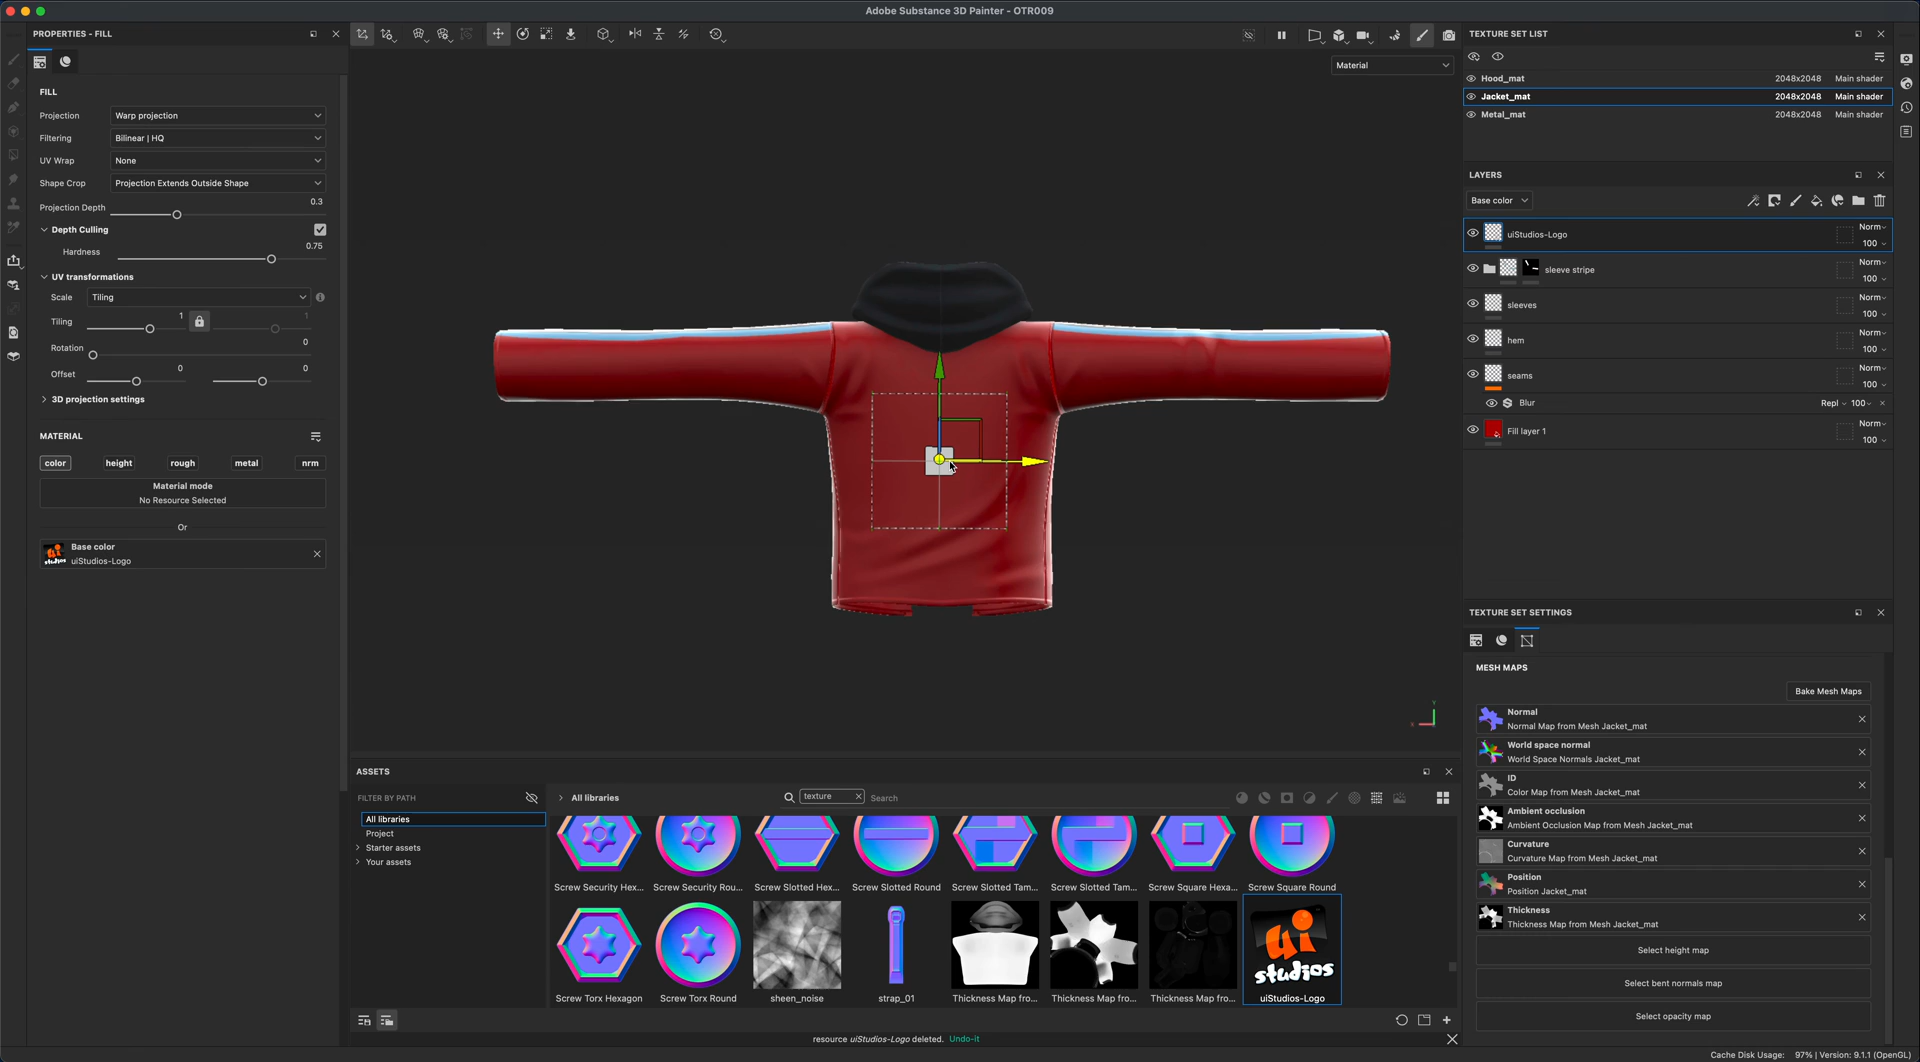 Adobe Substance 3D Painter - OTR009
PROPERTIES - FILL
FILL
Projection
Warp projection
Filtering
Bilinear | HQ
UV Wrap
None
Shape Crop
Projection Extends Outside Shape
Projection Depth
0.3
Depth Culling
Hardness
0.75
UV transformations
Scale
Tiling
Tiling
1
1
Rotation
0
Offset
0
0
3D projection settings
MATERIAL
color
height
rough
metal
nrm
Material mode
No Resource Selected
Or
Base color
uiStudios-Logo
Material
TEXTURE SET LIST
Hood_mat
2048x2048
Main shader
Jacket_mat
2048x2048
Main shader
Metal_mat
2048x2048
Main shader
LAYERS
Base color
uiStudios-Logo
Norm
100
sleeve stripe
Norm
100
sleeves
Norm
100
hem
Norm
100
seams
Norm
100
Blur
Repl
100
Fill layer 1
Norm
100
TEXTURE SET SETTINGS
MESH MAPS
Bake Mesh Maps
Normal
Normal Map from Mesh Jacket_mat
World space normal
World Space Normals Jacket_mat
ID
Color Map from Mesh Jacket_mat
Ambient occlusion
Ambient Occlusion Map from Mesh Jacket_mat
Curvature
Curvature Map from Mesh Jacket_mat
Position
Position Jacket_mat
Thickness
Thickness Map from Mesh Jacket_mat
Select height map
Select bent normals map
Select opacity map
ASSETS
FILTER BY PATH
All libraries
Project
Starter assets
Your assets
All libraries
texture
Search
Screw Security Hex...
Screw Security Rou...
Screw Slotted Hex...
Screw Slotted Round
Screw Slotted Tam...
Screw Slotted Tam...
Screw Square Hexa...
Screw Square Round
Screw Torx Hexagon
Screw Torx Round
sheen_noise
strap_01
Thickness Map fro...
Thickness Map fro...
Thickness Map fro...
ui
studios
uiStudios-Logo
resource uiStudios-Logo deleted. Undo-it
Cache Disk Usage: 97% | Version: 9.1.1 (OpenGL)